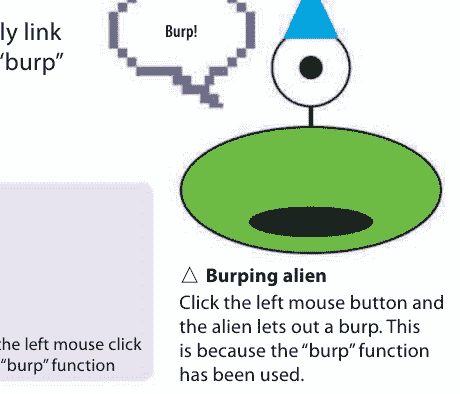 ly link
“burp”
Burp!
the left mouse click
“burp” function
△ Burping alien
Click the left mouse button and
the alien lets out a burp. This
is because the “burp” function
has been used.